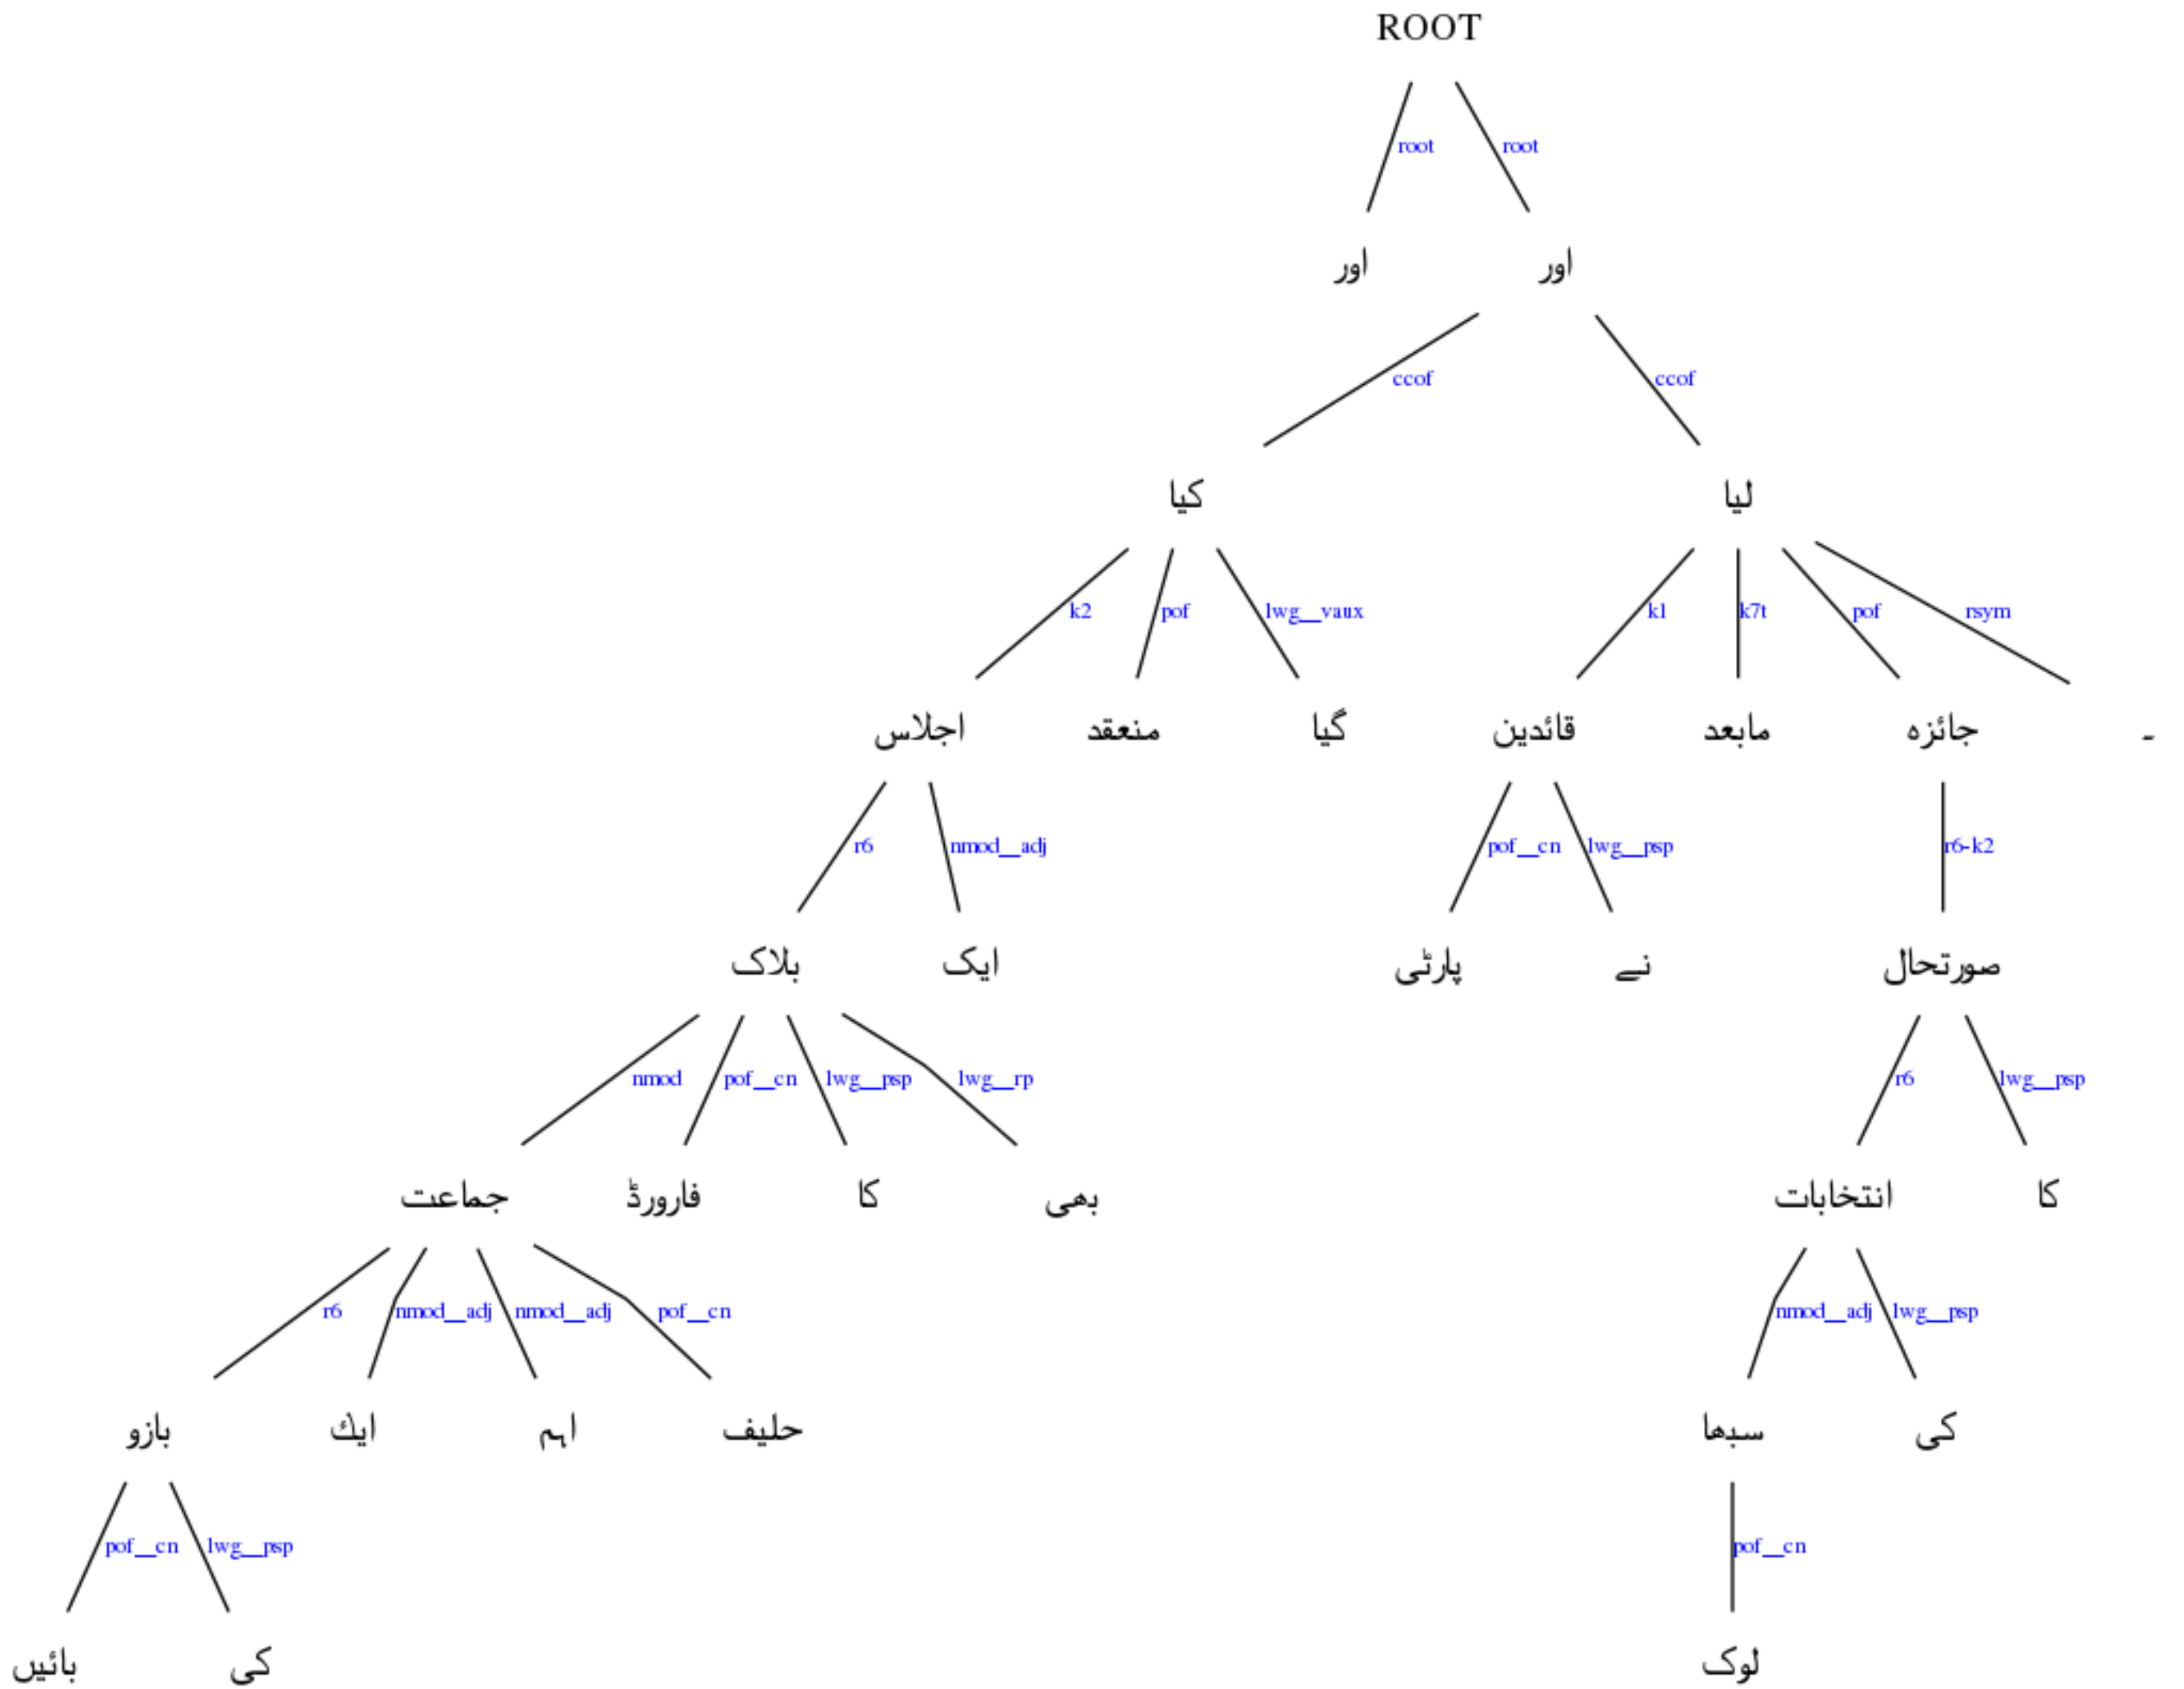 ROOT
root root
اور اور
ccof ccof
کیا لیا
k2 pof lwg__vaux k1 k7t pof rsym
اجلاس منعقد گیا قائدین مابعد جائزہ ۔
r6 nmod__adj pof__cn lwg__psp r6-k2
بلاک ایک پارٹی نے صورتحال
nmod pof__cn lwg__psp lwg__rp r6 lwg__psp
جماعت فارورڈ کا بھی انتخابات کا
r6 nmod__adj nmod__adj pof__cn nmod__adj lwg__psp
بازو ايك اہم حلیف سبھا کی
pof__cn lwg__psp pof__cn
بائیں کی لوک